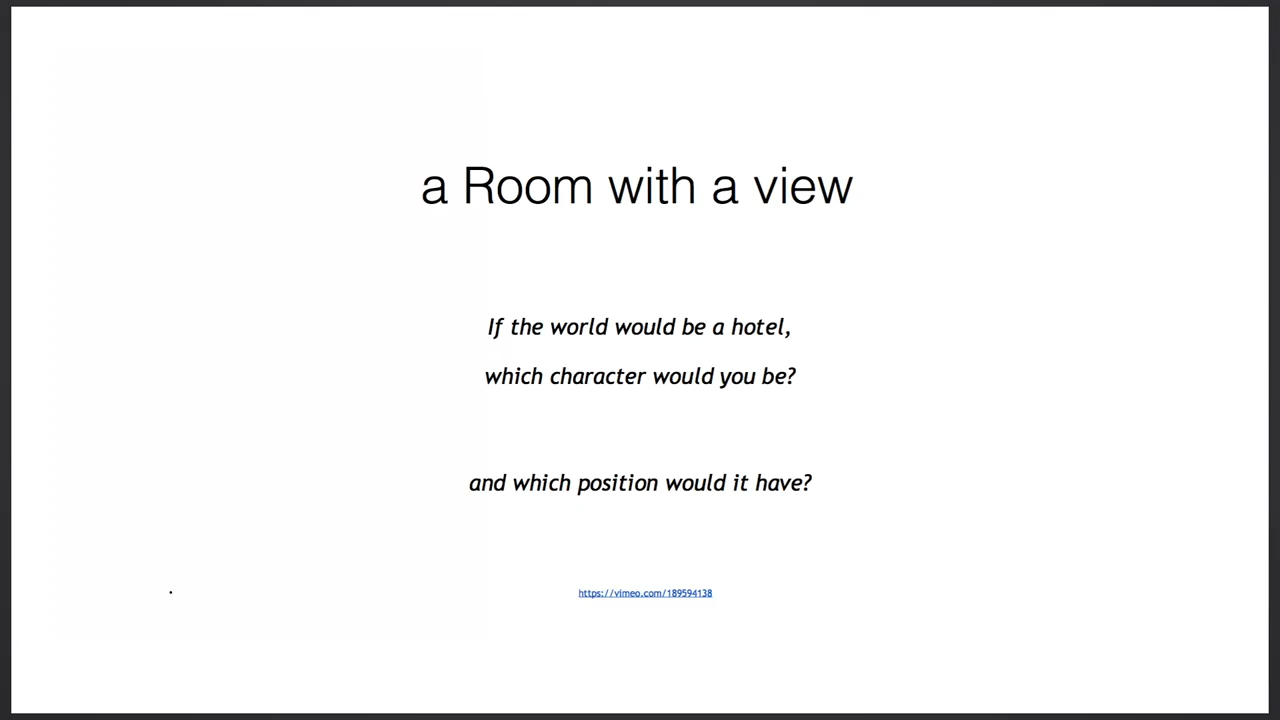 a Room with a view
If the world would be a hotel,
which character would you be?
and which position would it have?
https://vimeo.com/189594138